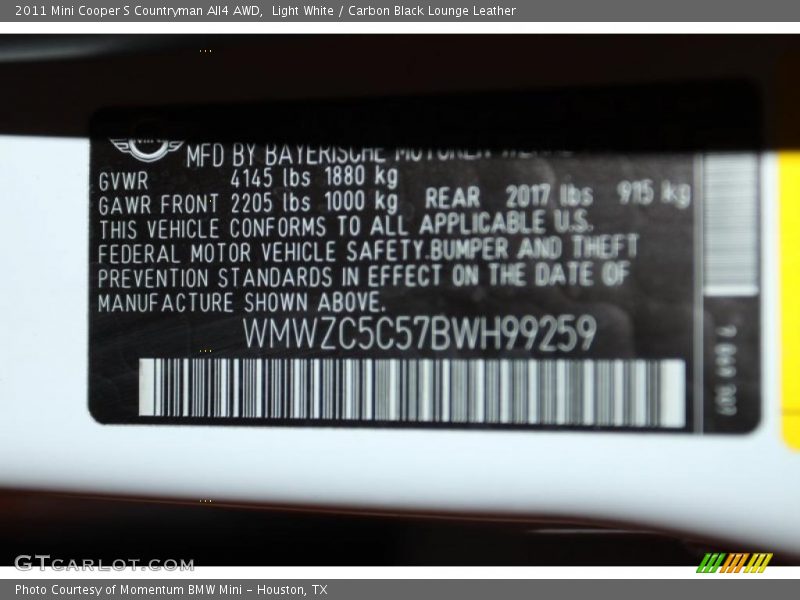 2011 Mini Cooper S Countryman All4 AWD, Light White / Carbon Black Lounge Leather
MFD BY BAYERISCHE MOTOREN
GVWR 4145 lbs 1880 kg
GAWR FRONT 2205 lbs 1000 kg REAR 2017 lbs 915 kg
THIS VEHICLE CONFORMS TO ALL APPLICABLE U.S.
FEDERAL MOTOR VEHICLE SAFETY.BUMPER AND THEFT
PREVENTION STANDARDS IN EFFECT ON THE DATE OF
MANUFACTURE SHOWN ABOVE.
WMWZC5C57BWH99259
GTCARLOT.COM
Photo Courtesy of Momentum BMW Mini - Houston, TX